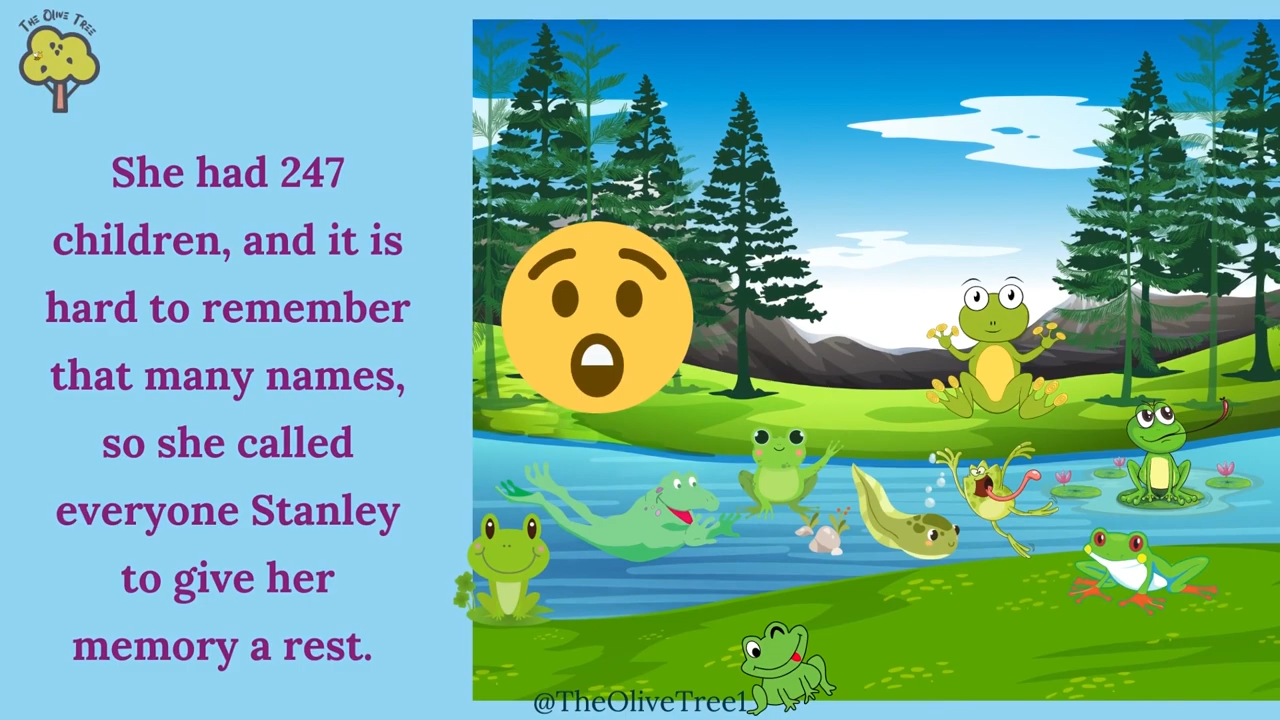 The Olive Tree
She had 247
children, and it is
hard to remember
that many names,
so she called
everyone Stanley
to give her
memory a rest.
@TheOliveTree1